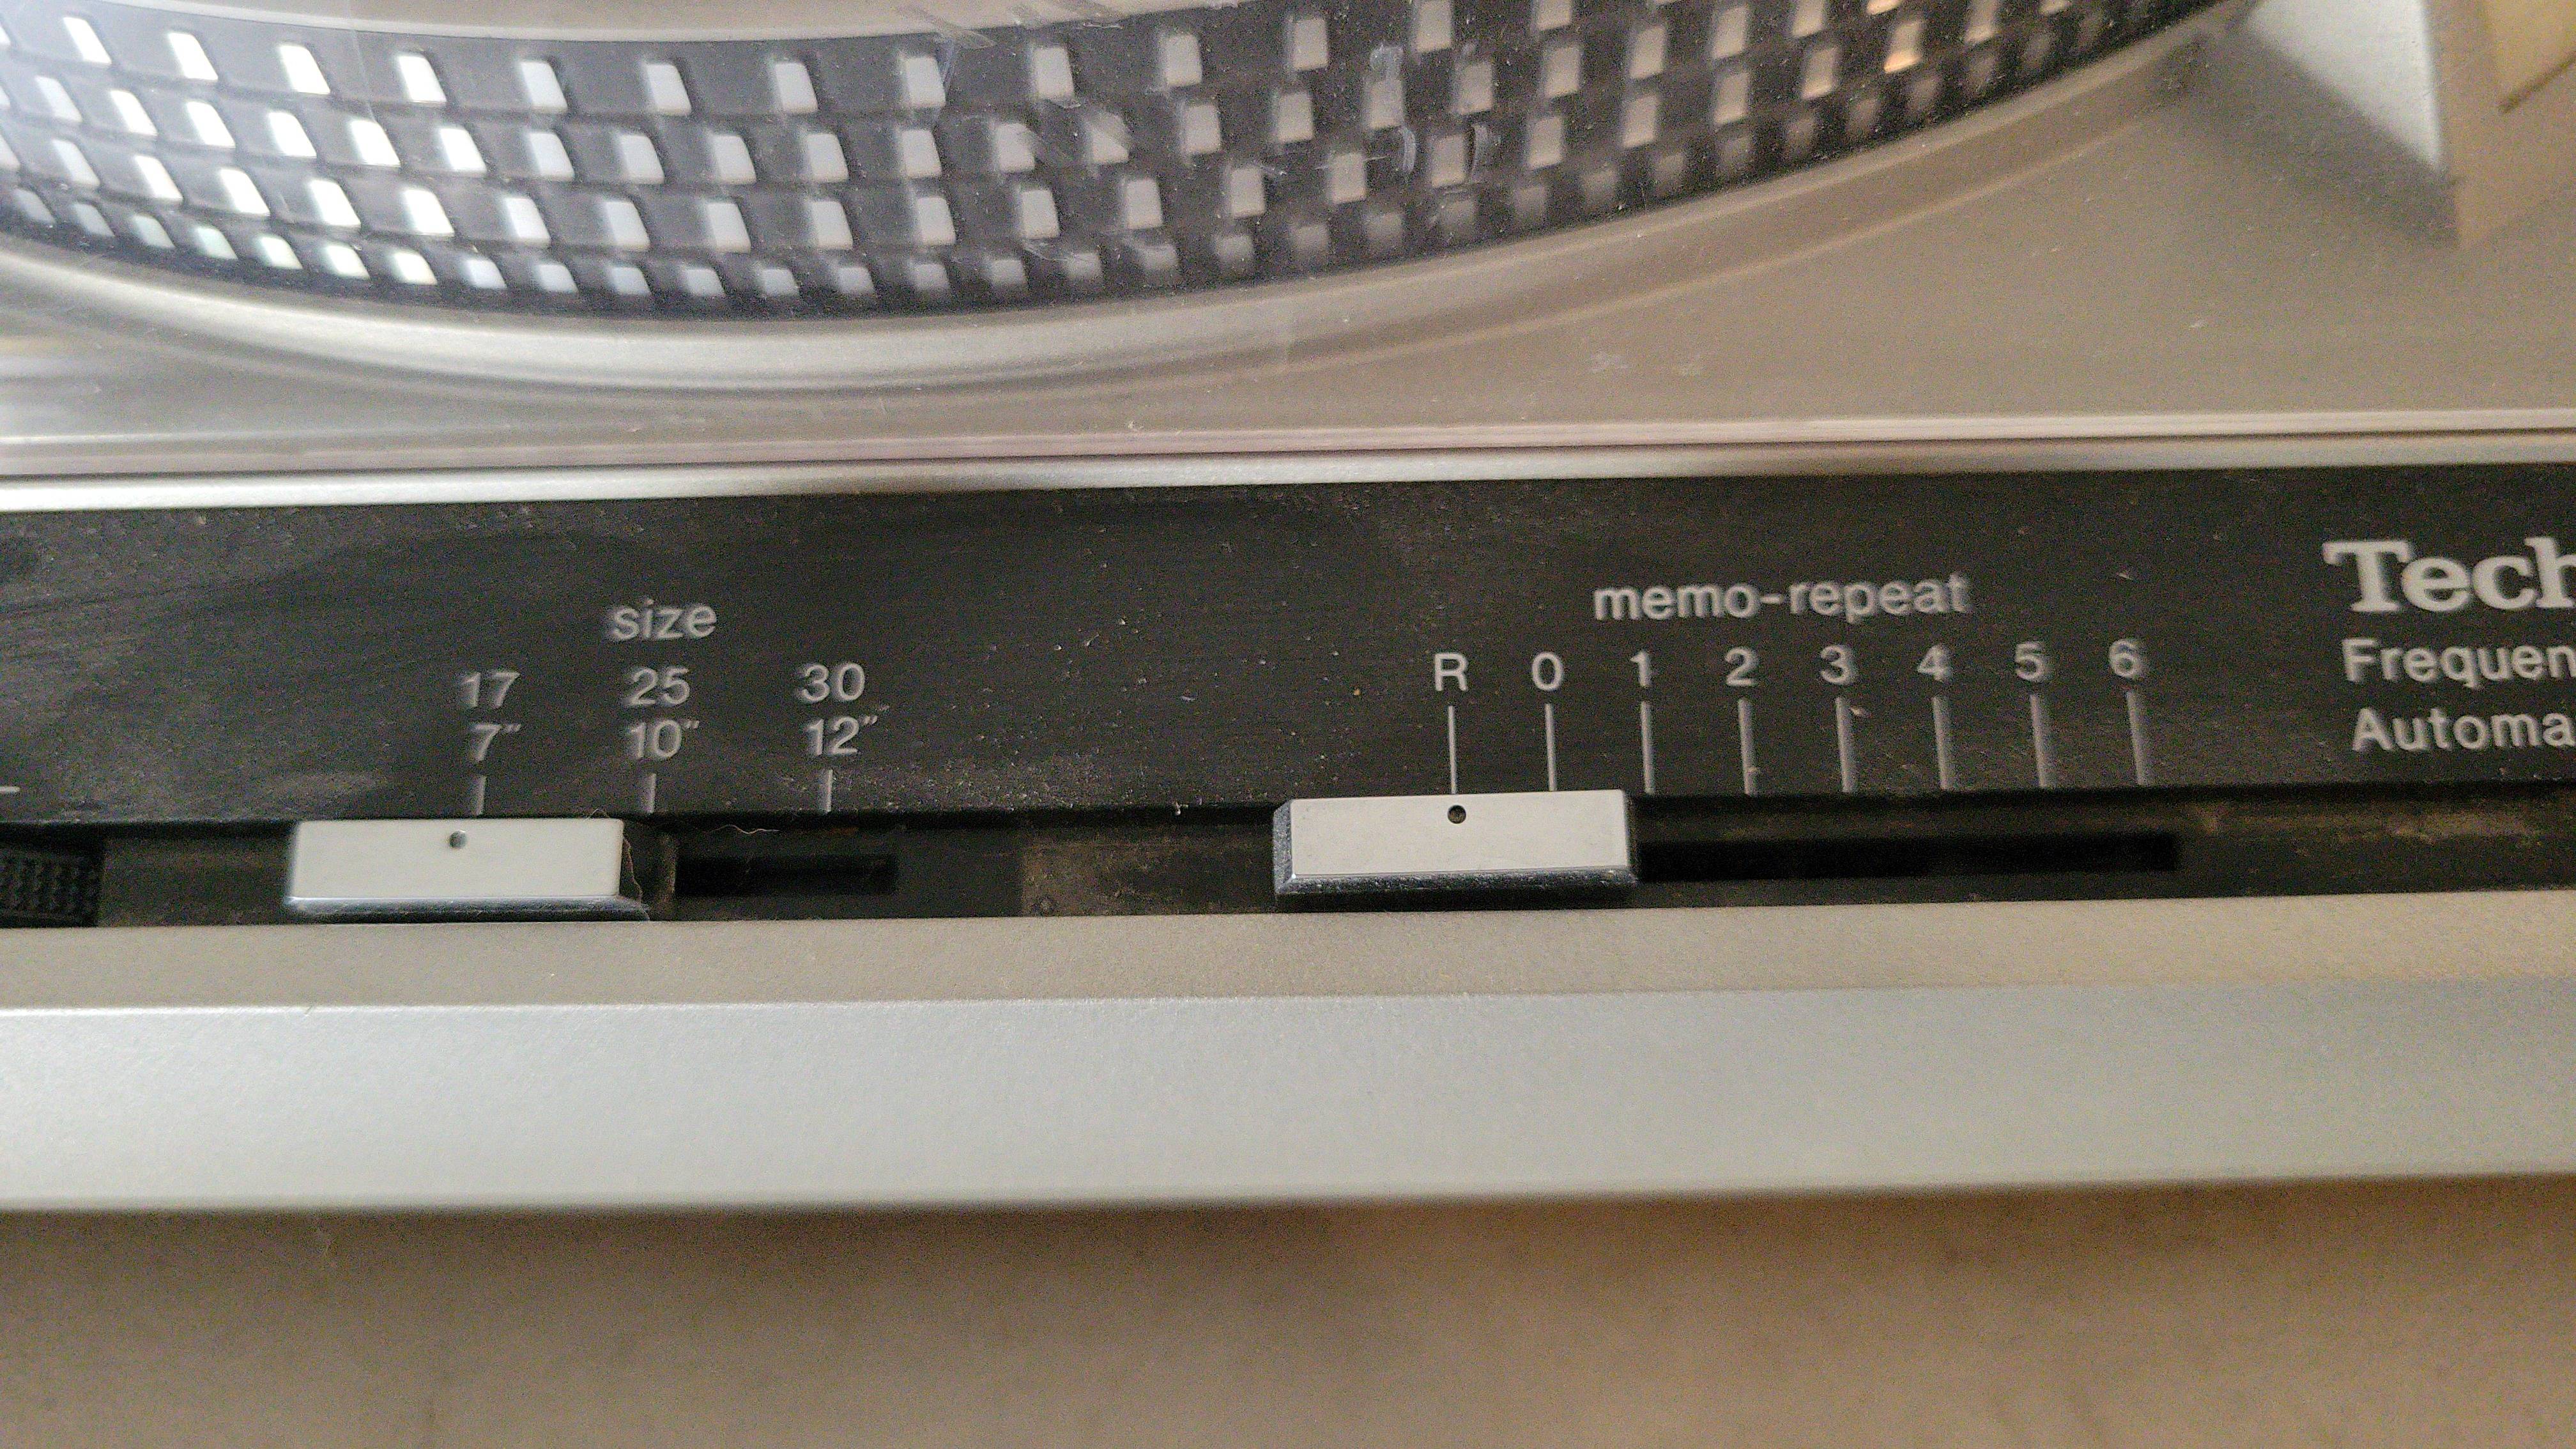 size
17 25 30
7" 10" 12"
memo-repeat
R 0 1 2 3 4 5 6
Tech
Frequen
Automa